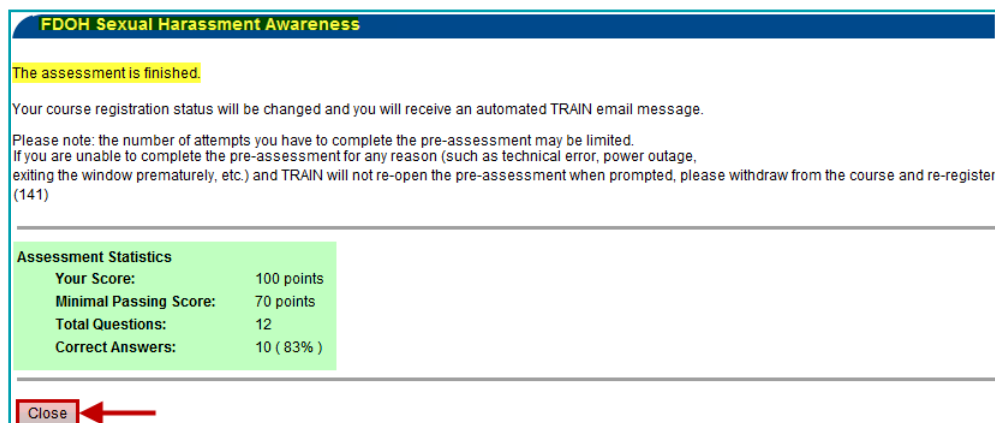 FDOH Sexual Harassment Awareness
The assessment is finished.
Your course registration status will be changed and you will receive an automated TRAIN email message.
Please note: the number of attempts you have to complete the pre-assessment may be limited.
If you are unable to complete the pre-assessment for any reason (such as technical error, power outage,
exiting the window prematurely, etc.) and TRAIN will not re-open the pre-assessment when prompted, please withdraw from the course and re-register
(141)
Assessment Statistics
Your Score: 100 points
Minimal Passing Score: 70 points
Total Questions: 12
Correct Answers: 10 ( 83% )
Close